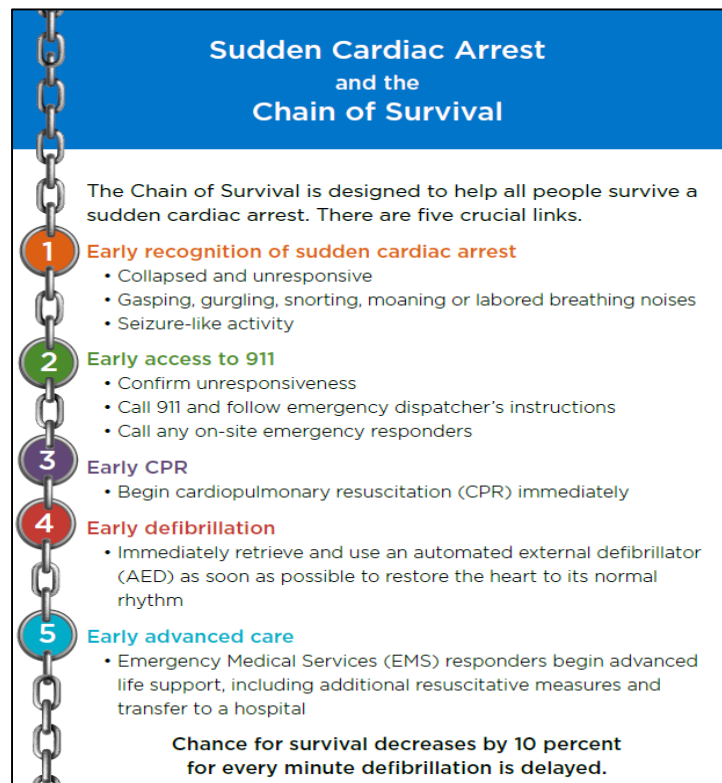 Sudden Cardiac Arrest
and the
Chain of Survival
The Chain of Survival is designed to help all people survive a
sudden cardiac arrest. There are five crucial links.
1 Early recognition of sudden cardiac arrest
• Collapsed and unresponsive
• Gasping, gurgling, snorting, moaning or labored breathing noises
• Seizure-like activity
2 Early access to 911
• Confirm unresponsiveness
• Call 911 and follow emergency dispatcher's instructions
• Call any on-site emergency responders
3 Early CPR
• Begin cardiopulmonary resuscitation (CPR) immediately
4 Early defibrillation
• Immediately retrieve and use an automated external defibrillator
(AED) as soon as possible to restore the heart to its normal
rhythm
5 Early advanced care
• Emergency Medical Services (EMS) responders begin advanced
life support, including additional resuscitative measures and
transfer to a hospital
Chance for survival decreases by 10 percent
for every minute defibrillation is delayed.